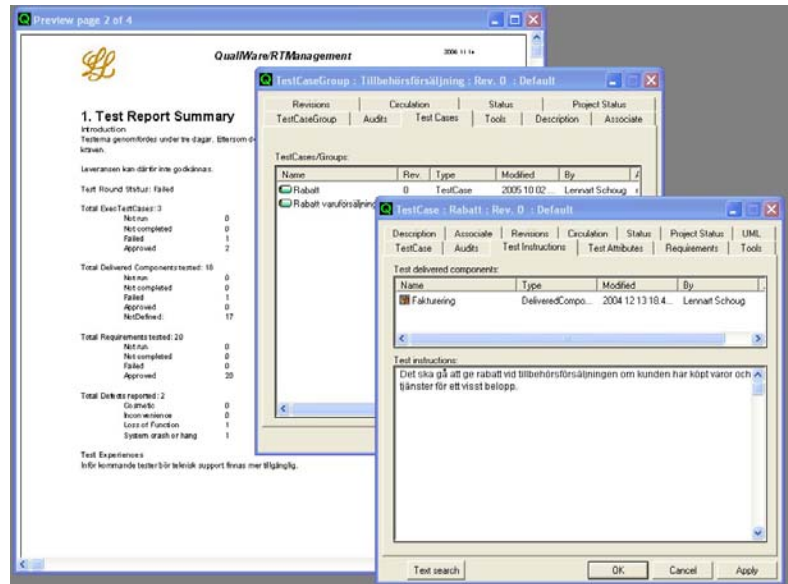 Preview page 2 of 4
QualiWare/RTManagement
1. Test Report Summary
Introduction
Testerna genomfördes under tre dagar. Eftersom d
kraven.
Leveransen kan därför inte godkännas.
Test Round Status: Failed
Total ExecTestCases: 3
Not run 0
Not completed 0
Failed 1
Approved 2
Total Delivered Components tested: 18
Not run 0
Not completed 0
Failed 1
Approved 0
NotDefined: 17
Total Requirements tested: 20
Not run 0
Not completed 0
Failed 0
Approved 20
Total Defects reported: 2
Cosmetic 0
Inconvenience 0
Loss of Function 1
System crash or hang 1
Test Experiences
Inför kommande tester bör teknisk support finnas mer tillgänglig.
TestCaseGroup : Tillbehörsförsäljning : Rev. 0 : Default
Revisions Circulation Status Project Status
TestCaseGroup Audits Test Cases Tools Description Associate
TestCases/Groups:
Name Rev. Type Modified By
Rabatt 0 TestCase 2005 10 02 ... Lennart Schoug
Rabatt varuförsäljning
TestCase : Rabatt : Rev. 0 : Default
Description Associate Revisions Circulation Status Project Status UML
TestCase Audits Test Instructions Test Attributes Requirements Tools
Test delivered components:
Name Type Modified By
Fakturering DeliveredCompo... 2004 12 13 18.4... Lennart Schoug
Test instructions:
Det ska gå att ge rabatt vid tillbehörsförsäljningen om kunden har köpt varor och
tjänster för ett visst belopp.
Text search OK Cancel Apply